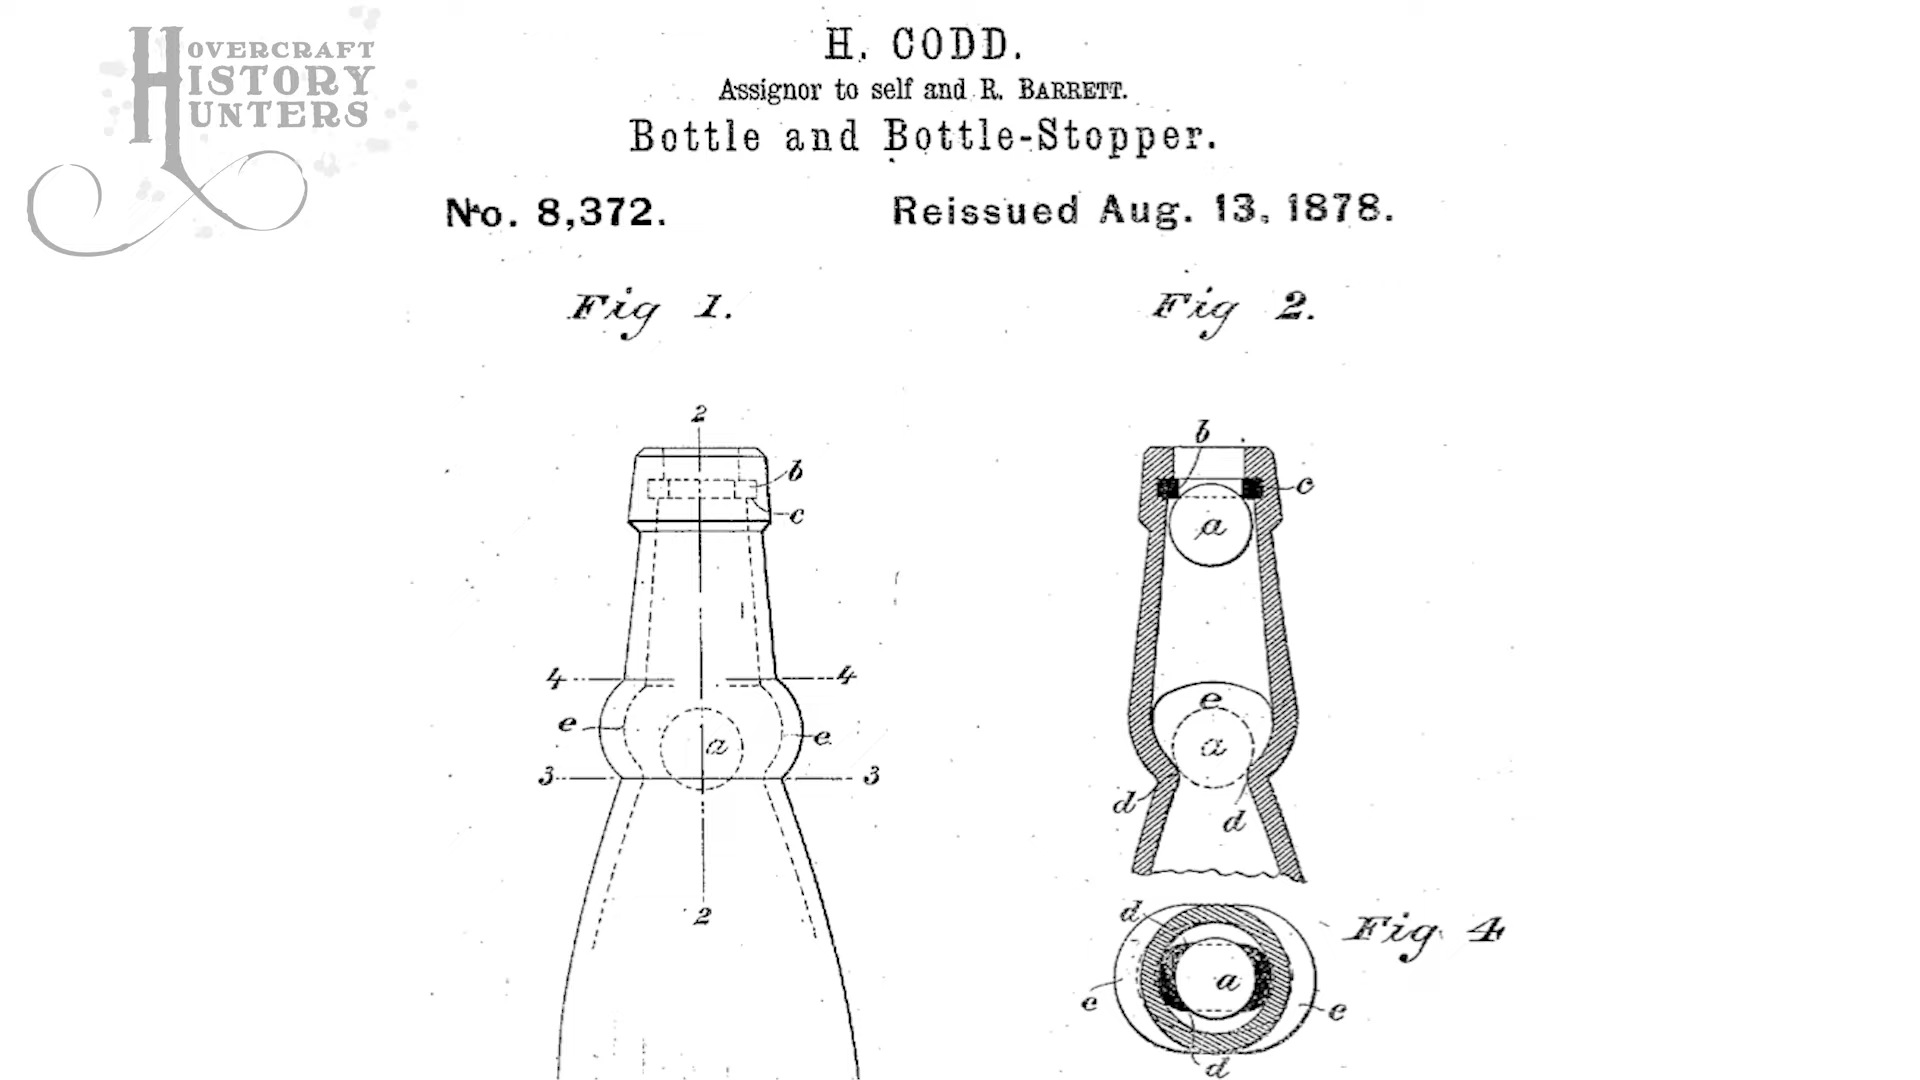 HOVERCRAFT
HISTORY
HUNTERS
H. CODD.
Assignor to self and R. BARRETT.
Bottle and Bottle-Stopper.
No. 8,372.
Reissued Aug. 13, 1878.
Fig 1.
Fig 2.
2
b
c
4
4
e
a
e
3
3
2
b
c
a
e
a
d
d
Fig 4
d
a
e
e
d